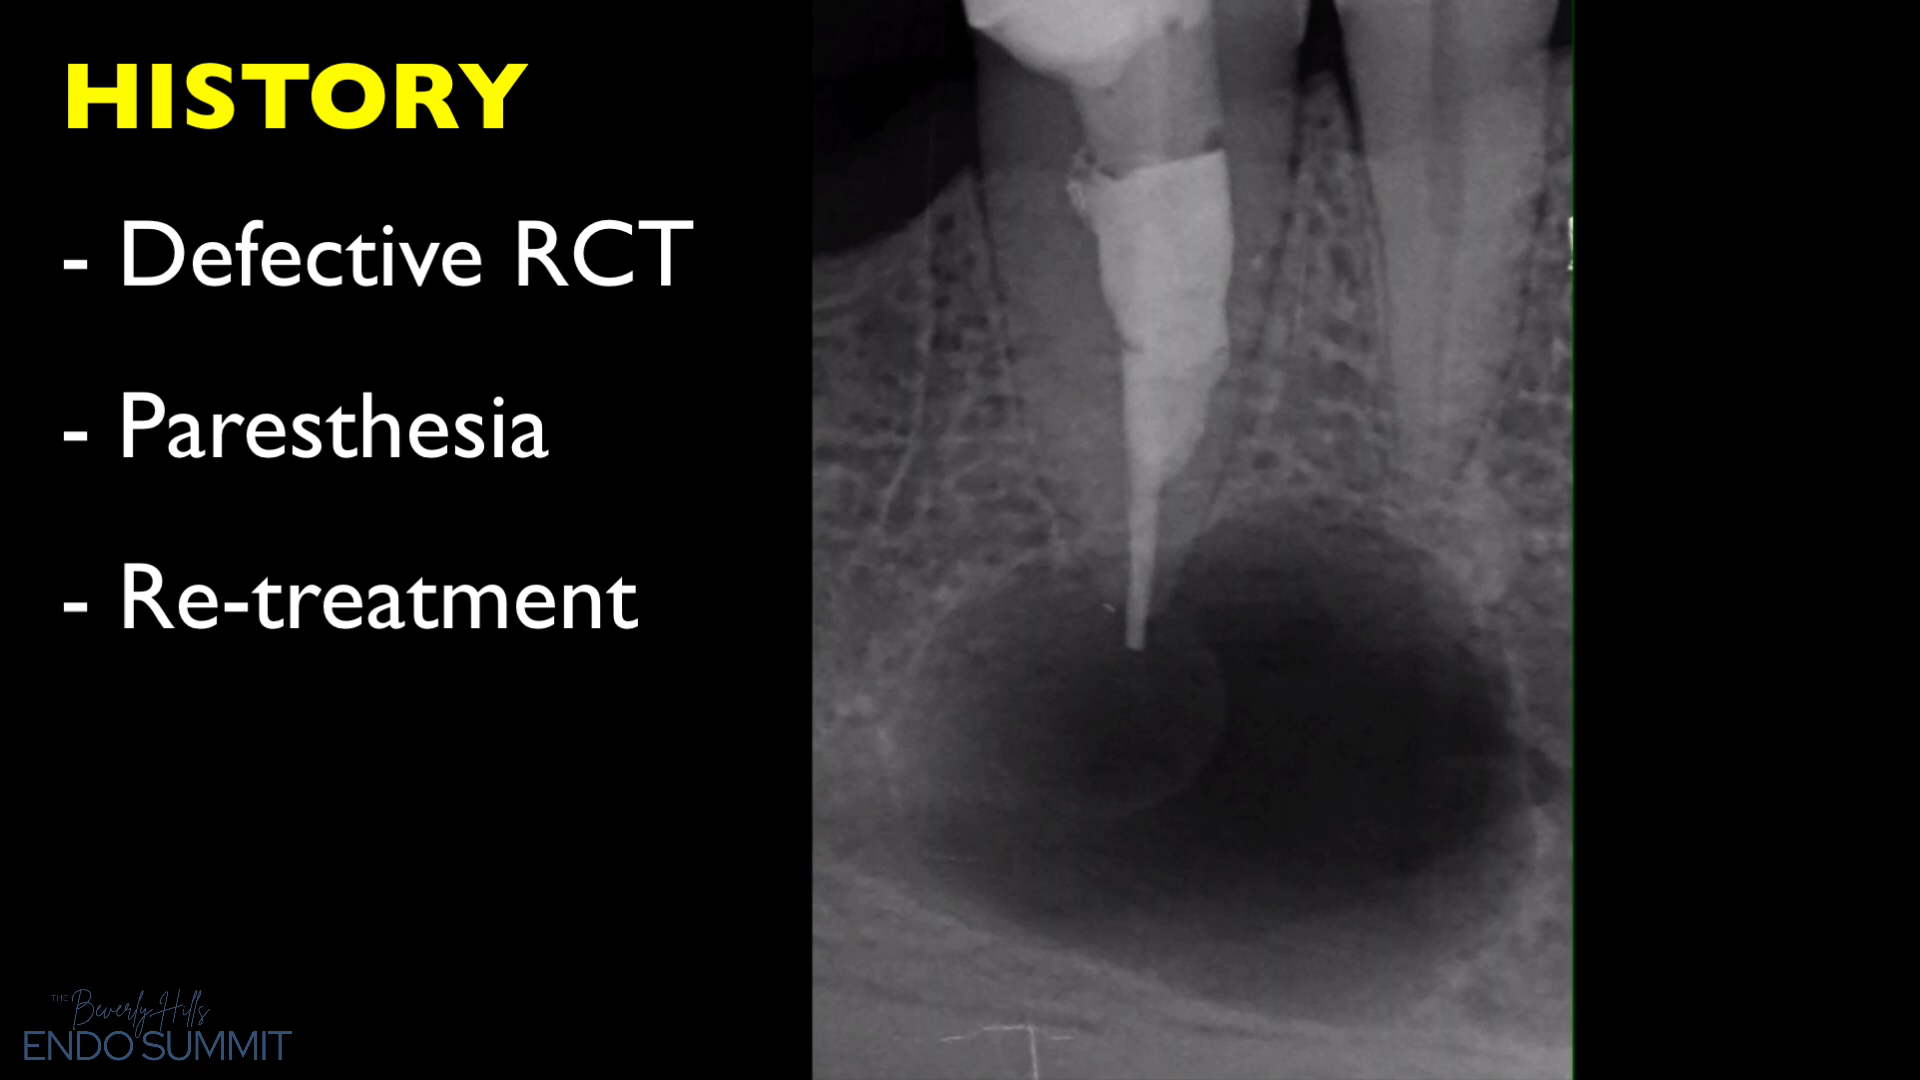 HISTORY
- Defective RCT
- Paresthesia
- Re-treatment
THE
Beverly Hills
ENDO SUMMIT